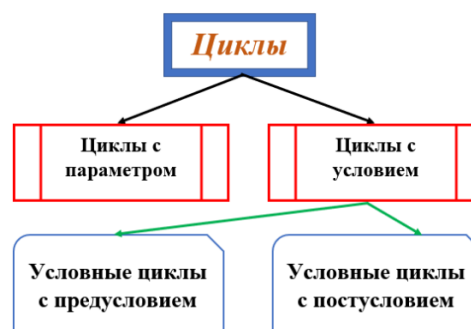 Циклы
Циклы с
параметром
Циклы с
условием
Условные циклы
с предусловием
Условные циклы
с постусловием